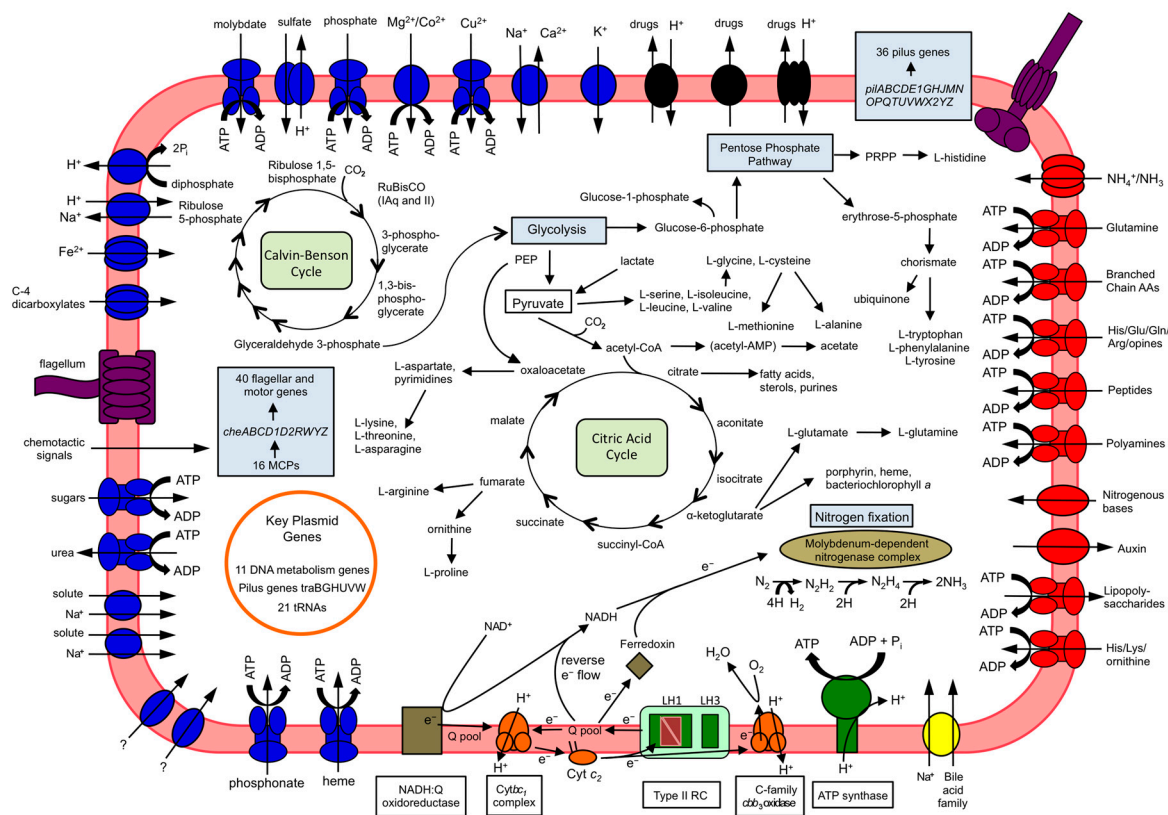 molybdate
sulfate
phosphate
Mg²⁺/Co²⁺
Cu²⁺
Na⁺
Ca²⁺
K⁺
drugs
H⁺
drugs
drugs
H⁺
ATP
ADP
H⁺
ATP
ADP
ATP
ADP
ATP
ADP
36 pilus genes
pilABCDE1GHJMN
OPQTUVWX2YZ
H⁺
2Pᵢ
diphosphate
H⁺
Na⁺
Fe²⁺
C-4
dicarboxylates
flagellum
chemotactic
signals
sugars
ATP
ADP
urea
ATP
ADP
solute
Na⁺
solute
Na⁺
?
?
Ribulose 1,5-
bisphosphate
CO₂
RuBisCO
(IAq and II)
Ribulose
5-phosphate
3-phospho-
glycerate
Calvin-Benson
Cycle
1,3-bis-
phospho-
glycerate
Glyceraldehyde 3-phosphate
40 flagellar and
motor genes
cheABCD1D2RWYZ
16 MCPs
Key Plasmid
Genes
11 DNA metabolism genes
Pilus genes traBGHUVW
21 tRNAs
Pentose Phosphate
Pathway
PRPP
L-histidine
Glucose-1-phosphate
Glycolysis
Glucose-6-phosphate
erythrose-5-phosphate
PEP
lactate
L-glycine, L-cysteine
chorismate
Pyruvate
L-serine, L-isoleucine,
L-leucine, L-valine
ubiquinone
CO₂
L-methionine
L-alanine
L-tryptophan
L-phenylalanine
L-tyrosine
acetyl-CoA
(acetyl-AMP)
acetate
L-aspartate,
pyrimidines
oxaloacetate
citrate
fatty acids,
sterols, purines
L-lysine,
L-threonine,
L-asparagine
malate
aconitate
Citric Acid
Cycle
L-glutamate
L-glutamine
isocitrate
porphyrin, heme,
bacteriochlorophyll a
L-arginine
fumarate
α-ketoglutarate
succinate
succinyl-CoA
ornithine
L-proline
Nitrogen fixation
Molybdenum-dependent
nitrogenase complex
e⁻
N₂
N₂H₂
N₂H₄
2NH₃
4H
H₂
2H
2H
NAD⁺
NADH
Ferredoxin
reverse
e⁻ flow
H₂O
O₂
ATP
ADP + Pᵢ
H⁺
ATP
ADP
ATP
ADP
phosphonate
heme
e⁻
Q pool
H⁺
e⁻
Q pool
e⁻
e⁻
LH1
LH3
e⁻
H⁺
H⁺
e⁻
Cyt c₂
e⁻
H⁺
H⁺
NADH:Q
oxidoreductase
Cytbc₁
complex
Type II RC
C-family
cbb₃oxidase
ATP synthase
Na⁺
Bile
acid
family
NH₄⁺/NH₃
ATP
ADP
Glutamine
ATP
ADP
Branched
Chain AAs
ATP
ADP
His/Glu/Gln/
Arg/opines
ATP
ADP
Peptides
ATP
ADP
Polyamines
Nitrogenous
bases
Auxin
ATP
ADP
Lipopoly-
saccharides
ATP
ADP
His/Lys/
ornithine